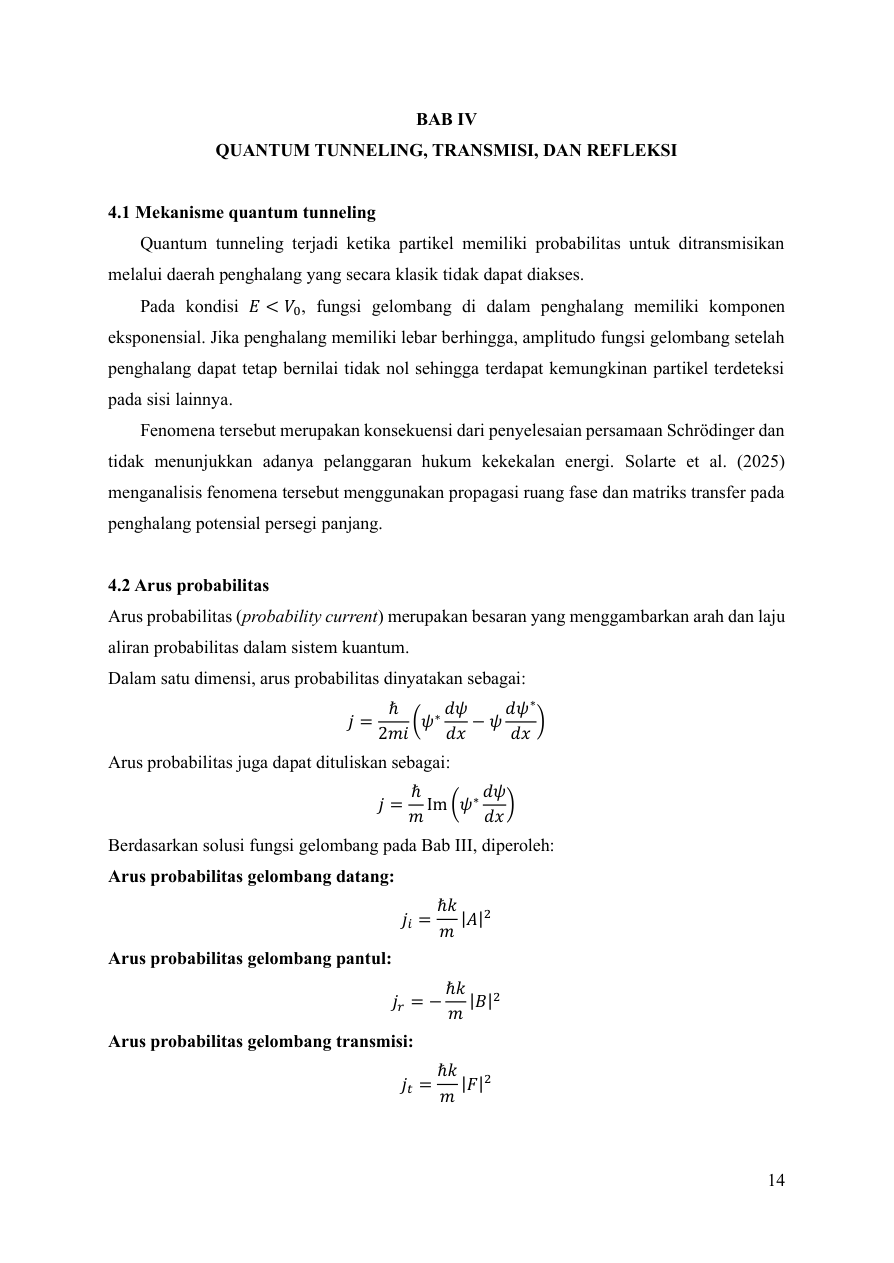 BAB IV
QUANTUM TUNNELING, TRANSMISI, DAN REFLEKSI
4.1 Mekanisme quantum tunneling
Quantum tunneling terjadi ketika partikel memiliki probabilitas untuk ditransmisikan
melalui daerah penghalang yang secara klasik tidak dapat diakses.
Pada kondisi 𝐸 < 𝑉₀, fungsi gelombang di dalam penghalang memiliki komponen
eksponensial. Jika penghalang memiliki lebar berhingga, amplitudo fungsi gelombang setelah
penghalang dapat tetap bernilai tidak nol sehingga terdapat kemungkinan partikel terdeteksi
pada sisi lainnya.
Fenomena tersebut merupakan konsekuensi dari penyelesaian persamaan Schrödinger dan
tidak menunjukkan adanya pelanggaran hukum kekekalan energi. Solarte et al. (2025)
menganalisis fenomena tersebut menggunakan propagasi ruang fase dan matriks transfer pada
penghalang potensial persegi panjang.
4.2 Arus probabilitas
Arus probabilitas (probability current) merupakan besaran yang menggambarkan arah dan laju
aliran probabilitas dalam sistem kuantum.
Dalam satu dimensi, arus probabilitas dinyatakan sebagai:
j = ℏ/2mi (ψ* dψ/dx − ψ dψ*/dx)
Arus probabilitas juga dapat dituliskan sebagai:
j = ℏ/m Im (ψ* dψ/dx)
Berdasarkan solusi fungsi gelombang pada Bab III, diperoleh:
Arus probabilitas gelombang datang:
jᵢ = ℏk/m |A|²
Arus probabilitas gelombang pantul:
jᵣ = − ℏk/m |B|²
Arus probabilitas gelombang transmisi:
jₜ = ℏk/m |F|²
14